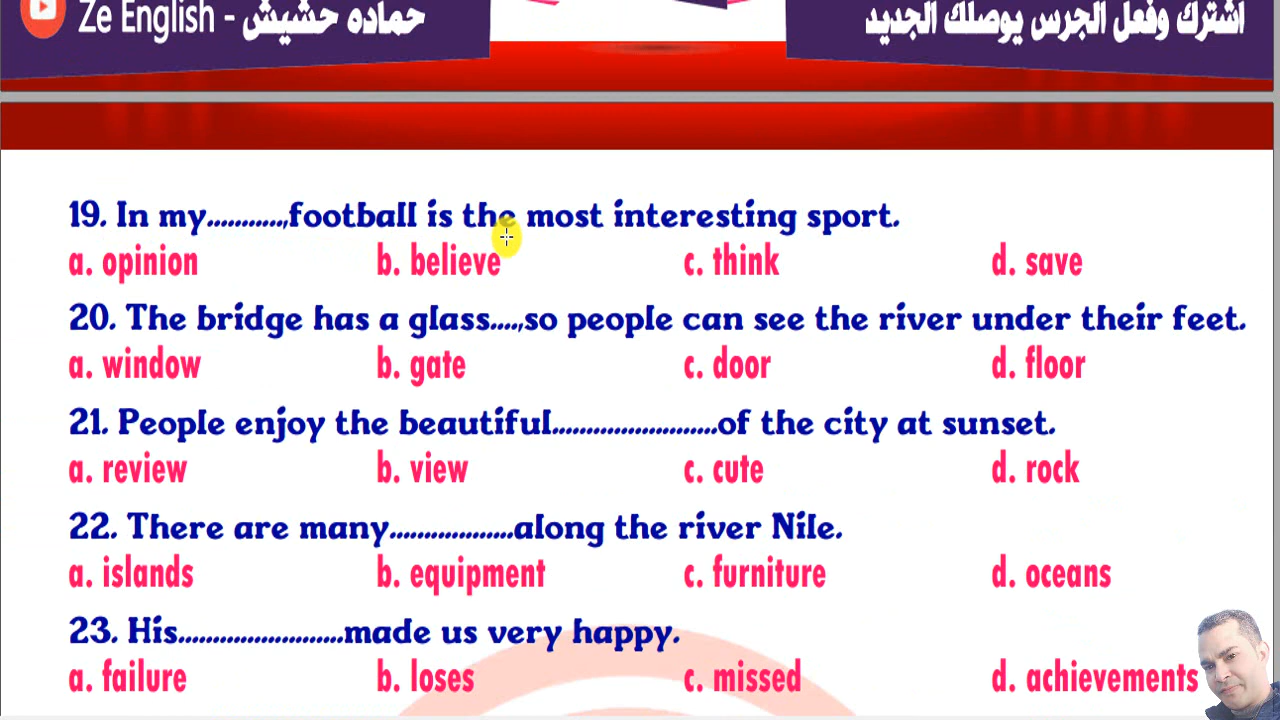 Ze English - حماده حشيش
اشترك وفعل الجرس يوصلك الجديد
19. In my...........,football is the most interesting sport.
a. opinion b. believe c. think d. save
20. The bridge has a glass....,so people can see the river under their feet.
a. window b. gate c. door d. floor
21. People enjoy the beautiful........................of the city at sunset.
a. review b. view c. cute d. rock
22. There are many..................along the river Nile.
a. islands b. equipment c. furniture d. oceans
23. His........................made us very happy.
a. failure b. loses c. missed d. achievements